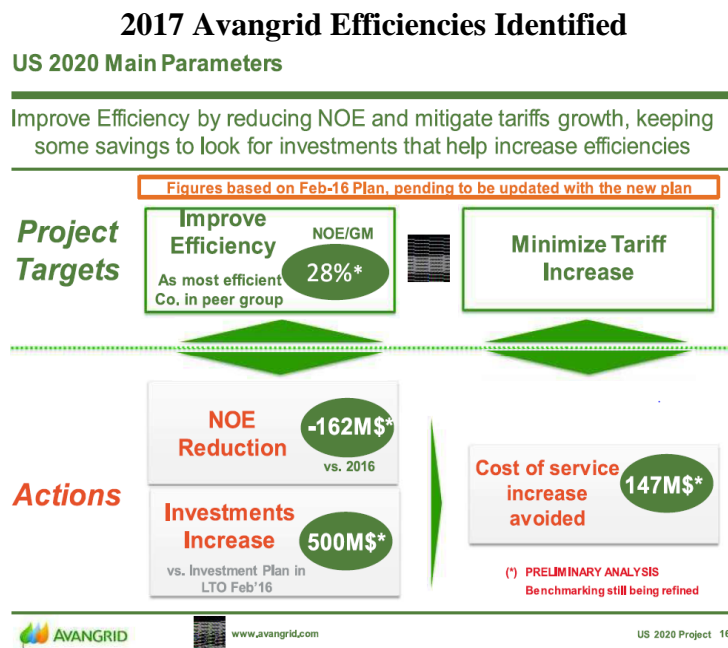 2017 Avangrid Efficiencies Identified
US 2020 Main Parameters
Improve Efficiency by reducing NOE and mitigate tariffs growth, keeping
some savings to look for investments that help increase efficiencies
Figures based on Feb-16 Plan, pending to be updated with the new plan
Project
Targets
Improve
Efficiency
As most efficient
Co. in peer group
NOE/GM
28%*
Minimize Tariff
Increase
Actions
NOE
Reduction
-162M$*
vs. 2016
Investments
Increase
500M$*
vs. Investment Plan in
LTO Feb'16
Cost of service
increase
avoided
147M$*
(*) PRELIMINARY ANALYSIS
Benchmarking still being refined
AVANGRID
www.avangrid.com
US 2020 Project 16